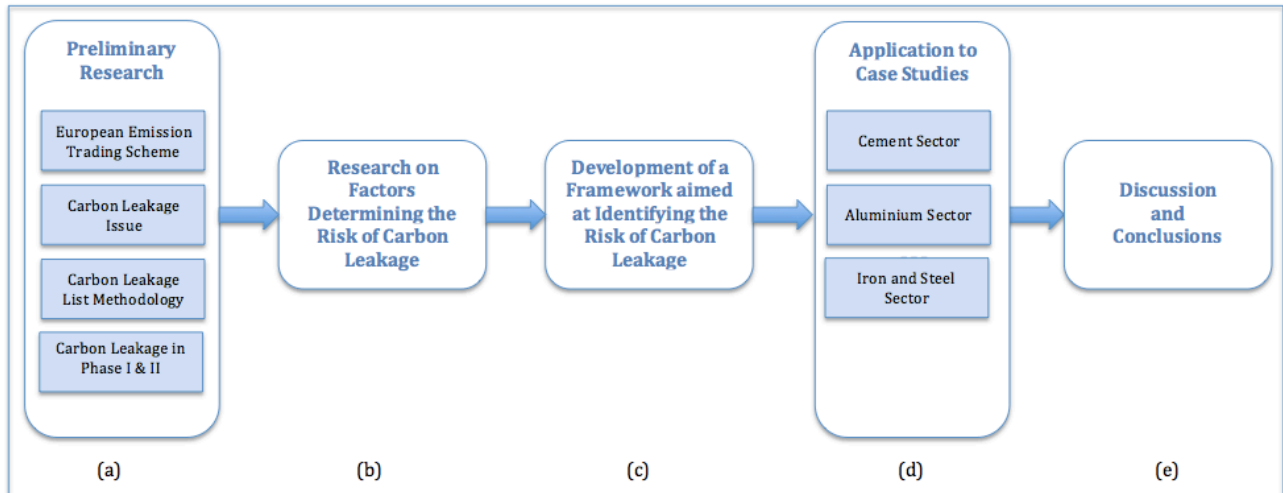 Preliminary
Research
European Emission
Trading Scheme
Carbon Leakage
Issue
Carbon Leakage
List Methodology
Carbon Leakage in
Phase I & II
(a)
Research on
Factors
Determining the
Risk of Carbon
Leakage
(b)
Development of a
Framework aimed
at Identifying the
Risk of Carbon
Leakage
(c)
Application to
Case Studies
Cement Sector
Aluminium Sector
...
Iron and Steel
Sector
(d)
Discussion
and
Conclusions
(e)